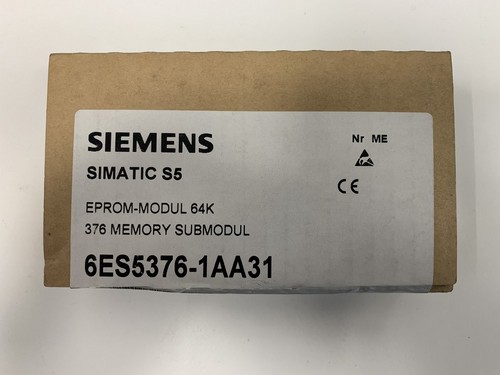 SIEMENS
Nr ME
SIMATIC S5
CE
EPROM-MODUL 64K
376 MEMORY SUBMODUL
6ES5376-1AA31